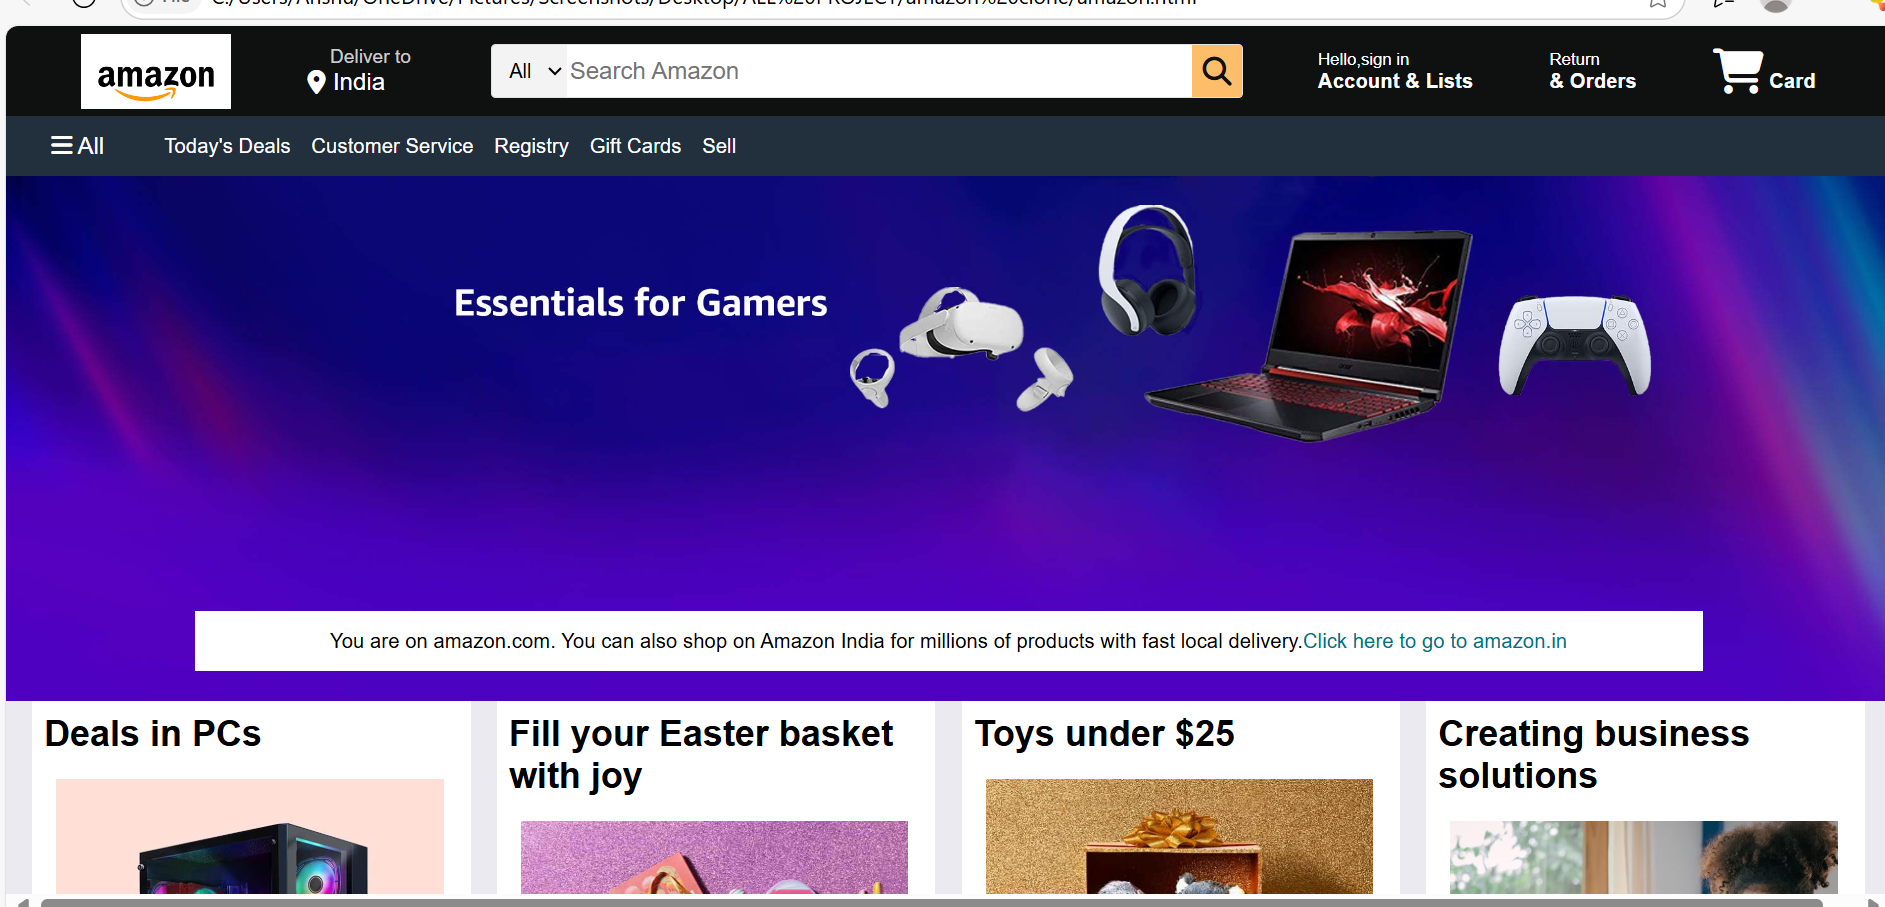 amazon
Deliver to
India
All
Search Amazon
Hello,sign in
Account & Lists
Return
& Orders
Card
All
Today's Deals
Customer Service
Registry
Gift Cards
Sell
Essentials for Gamers
You are on amazon.com. You can also shop on Amazon India for millions of products with fast local delivery.Click here to go to amazon.in
Deals in PCs
Fill your Easter basket
with joy
Toys under $25
Creating business
solutions